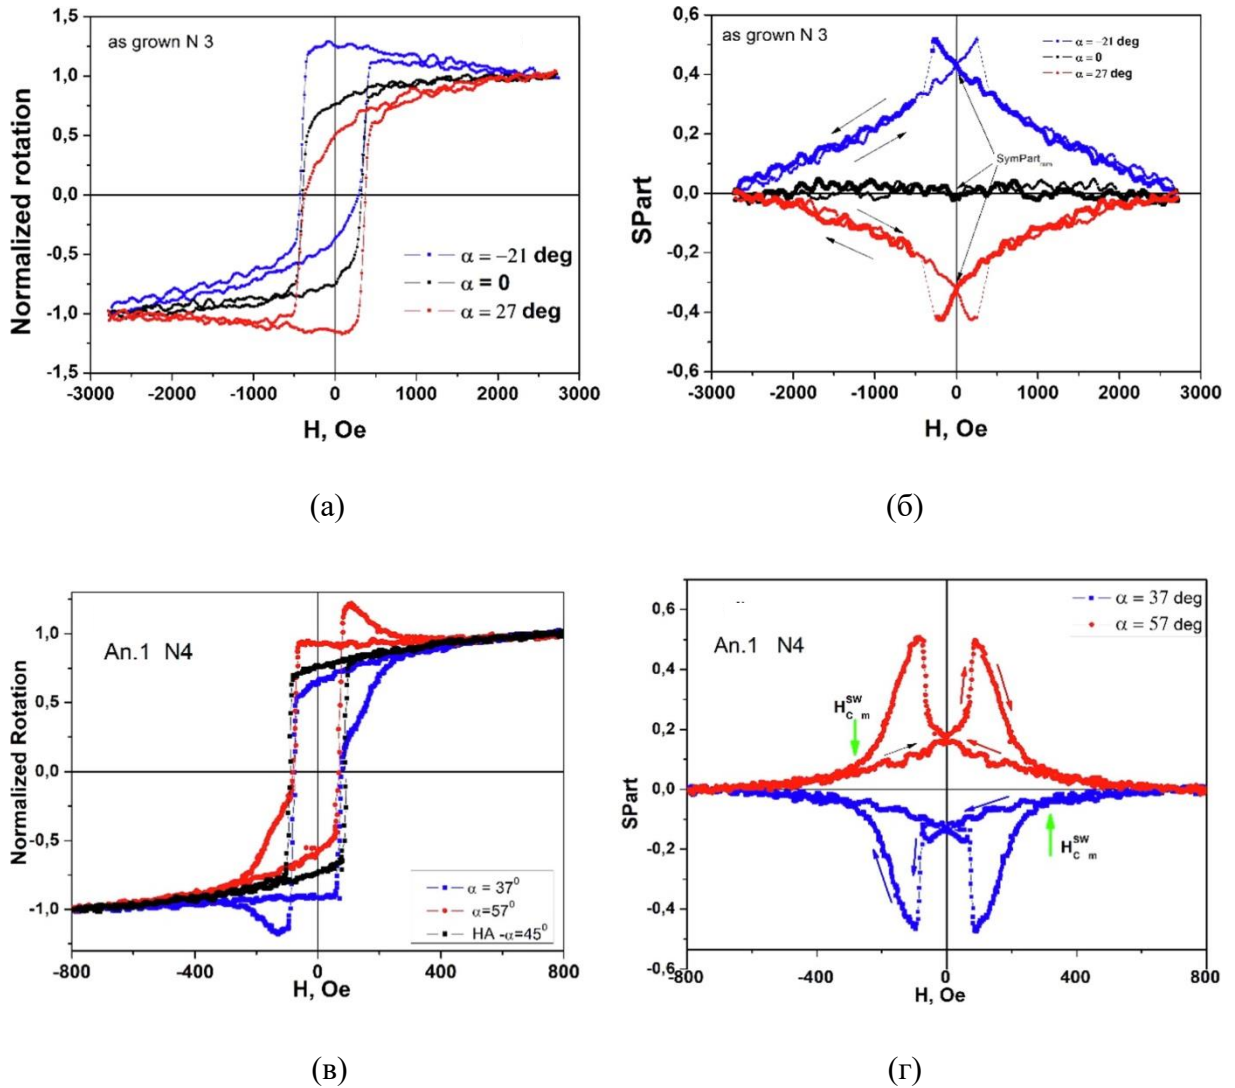 as grown N 3
Normalized rotation
1,5
1,0
0,5
0,0
-0,5
-1,0
-1,5
α = −21 deg
α = 0
α = 27 deg
-3000 -2000 -1000 0 1000 2000 3000
H, Oe
(а)
as grown N 3
SPart
0,6
0,4
0,2
0,0
-0,2
-0,4
-0,6
α = −21 deg
α = 0
α = 27 deg
SymPart
-3000 -2000 -1000 0 1000 2000 3000
H, Oe
(б)
An.1 N4
Normalized Rotation
1,0
0,5
0,0
-0,5
-1,0
α = 37⁰
α=57⁰
HA -α=45⁰
-800 -400 0 400 800
H, Oe
(в)
An.1 N4
SPart
0,6
0,4
0,2
0,0
-0,2
-0,4
-0,6
α = 37 deg
α = 57 deg
H SW C_m
H SW C_m
-800 -400 0 400 800
H, Oe
(г)